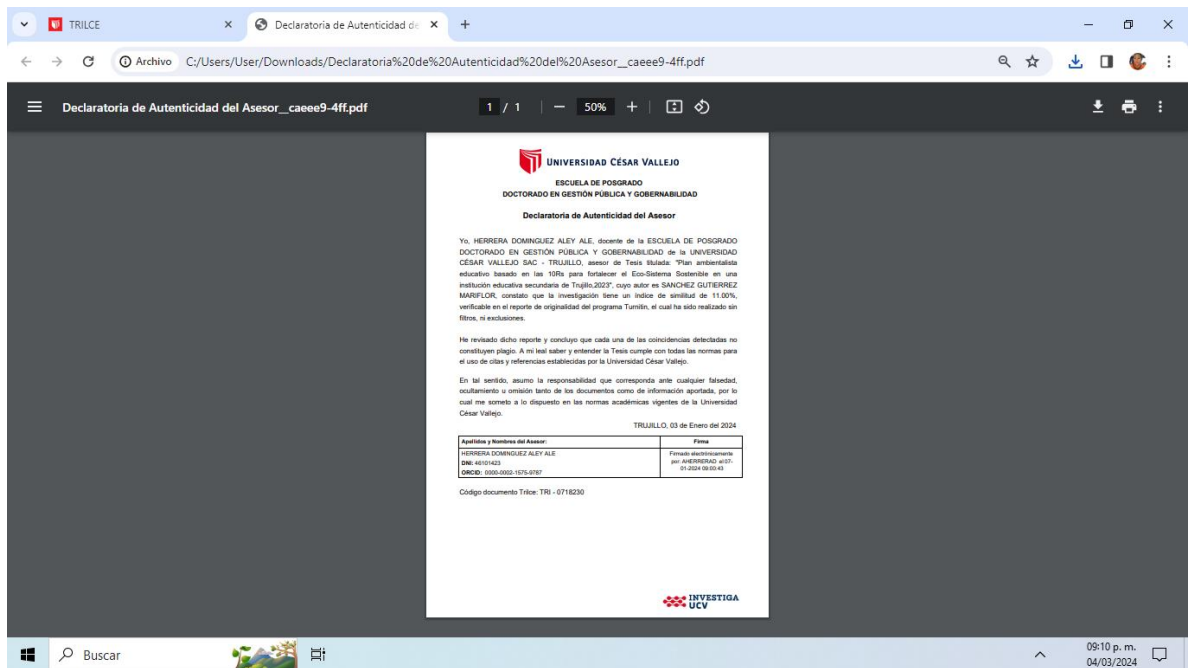 TRILCE
Declaratoria de Autenticidad de
Archivo
C:/Users/User/Downloads/Declaratoria%20de%20Autenticidad%20del%20Asesor__caeee9-4ff.pdf
Declaratoria de Autenticidad del Asesor__caeee9-4ff.pdf
1 / 1
50%
UNIVERSIDAD CÉSAR VALLEJO
ESCUELA DE POSGRADO
DOCTORADO EN GESTIÓN PÚBLICA Y GOBERNABILIDAD
Declaratoria de Autenticidad del Asesor
Yo, HERRERA DOMINGUEZ ALEY ALE, docente de la ESCUELA DE POSGRADO
DOCTORADO EN GESTIÓN PÚBLICA Y GOBERNABILIDAD de la UNIVERSIDAD
CÉSAR VALLEJO SAC - TRUJILLO, asesor de Tesis titulada: "Plan ambientalista
educativo basado en las 10Rs para fortalecer el Eco-Sistema Sostenible en una
institución educativa secundaria de Trujillo,2023", cuyo autor es SANCHEZ GUTIERREZ
MARIFLOR, constato que la investigación tiene un índice de similitud de 11.00%,
verificable en el reporte de originalidad del programa Turnitin, el cual ha sido realizado sin
filtros, ni exclusiones.
He revisado dicho reporte y concluyo que cada una de las coincidencias detectadas no
constituyen plagio. A mi leal saber y entender la Tesis cumple con todas las normas para
el uso de citas y referencias establecidas por la Universidad César Vallejo.
En tal sentido, asumo la responsabilidad que corresponda ante cualquier falsedad,
ocultamiento u omisión tanto de los documentos como de información aportada, por lo
cual me someto a lo dispuesto en las normas académicas vigentes de la Universidad
César Vallejo.
TRUJILLO, 03 de Enero del 2024
Apellidos y Nombres del Asesor:
Firma
HERRERA DOMINGUEZ ALEY ALE
DNI: 40101423
ORCID: 0000-0002-1575-9787
Firmado electrónicamente
por: AHERRERAD el 07-
01-2024 09:00:43
Código documento Trilce: TRI - 0718230
INVESTIGA
UCV
Buscar
09:10 p. m.
04/03/2024